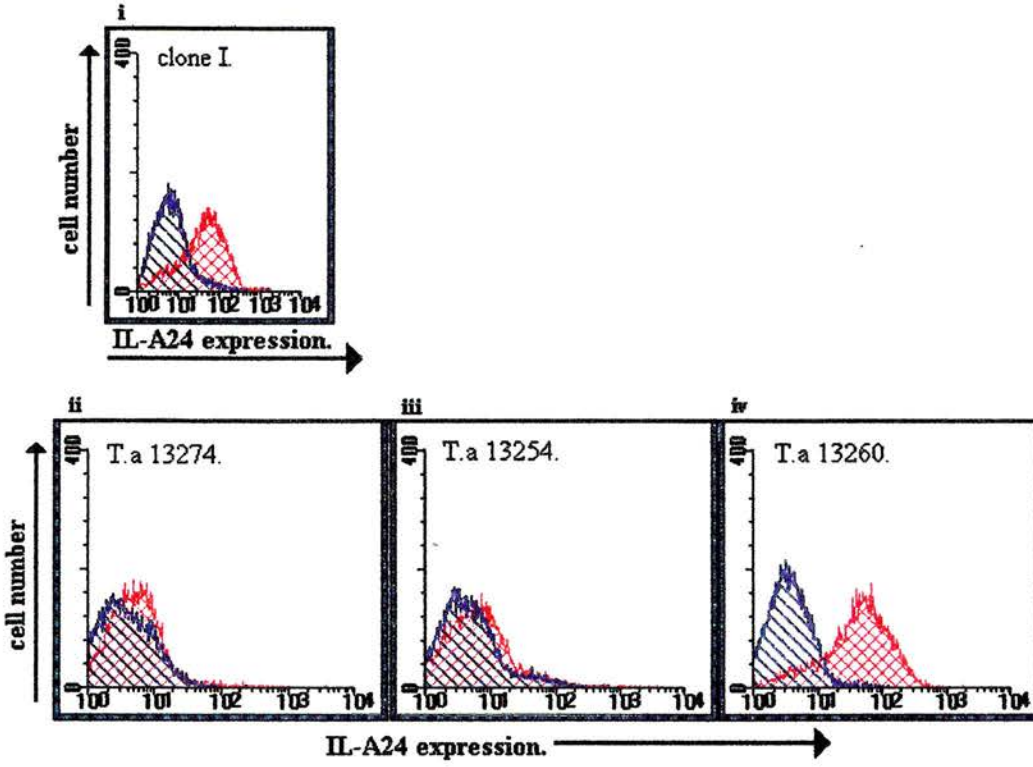 i
clone I.
400
cell number
0
10⁰ 10¹ 10² 10³ 10⁴
IL-A24 expression.
ii
iii
iv
T.a 13274.
T.a 13254.
T.a 13260.
400
400
400
cell number
0
0
0
10⁰ 10¹ 10² 10³ 10⁴
10⁰ 10¹ 10² 10³ 10⁴
10⁰ 10¹ 10² 10³ 10⁴
IL-A24 expression.